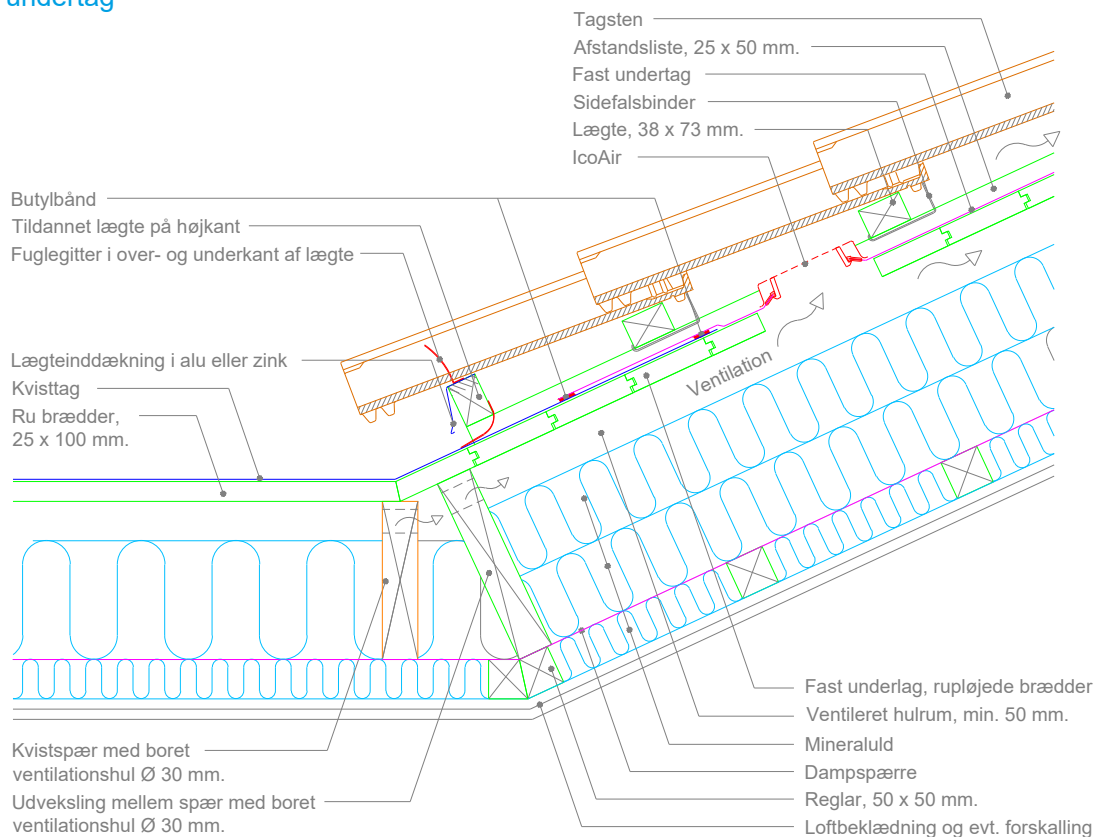 undertag
Tagsten
Afstandsliste, 25 x 50 mm.
Fast undertag
Sidefalsbinder
Lægte, 38 x 73 mm.
IcoAir
Butylbånd
Tildannet lægte på højkant
Fuglegitter i over- og underkant af lægte
Lægteinddækning i alu eller zink
Kvisttag
Ru brædder,
25 x 100 mm.
Ventilation
Kvistspær med boret
ventilationshul Ø 30 mm.
Udveksling mellem spær med boret
ventilationshul Ø 30 mm.
Fast underlag, rupløjede brædder
Ventileret hulrum, min. 50 mm.
Mineraluld
Dampspærre
Reglar, 50 x 50 mm.
Loftbeklædning og evt. forskalling